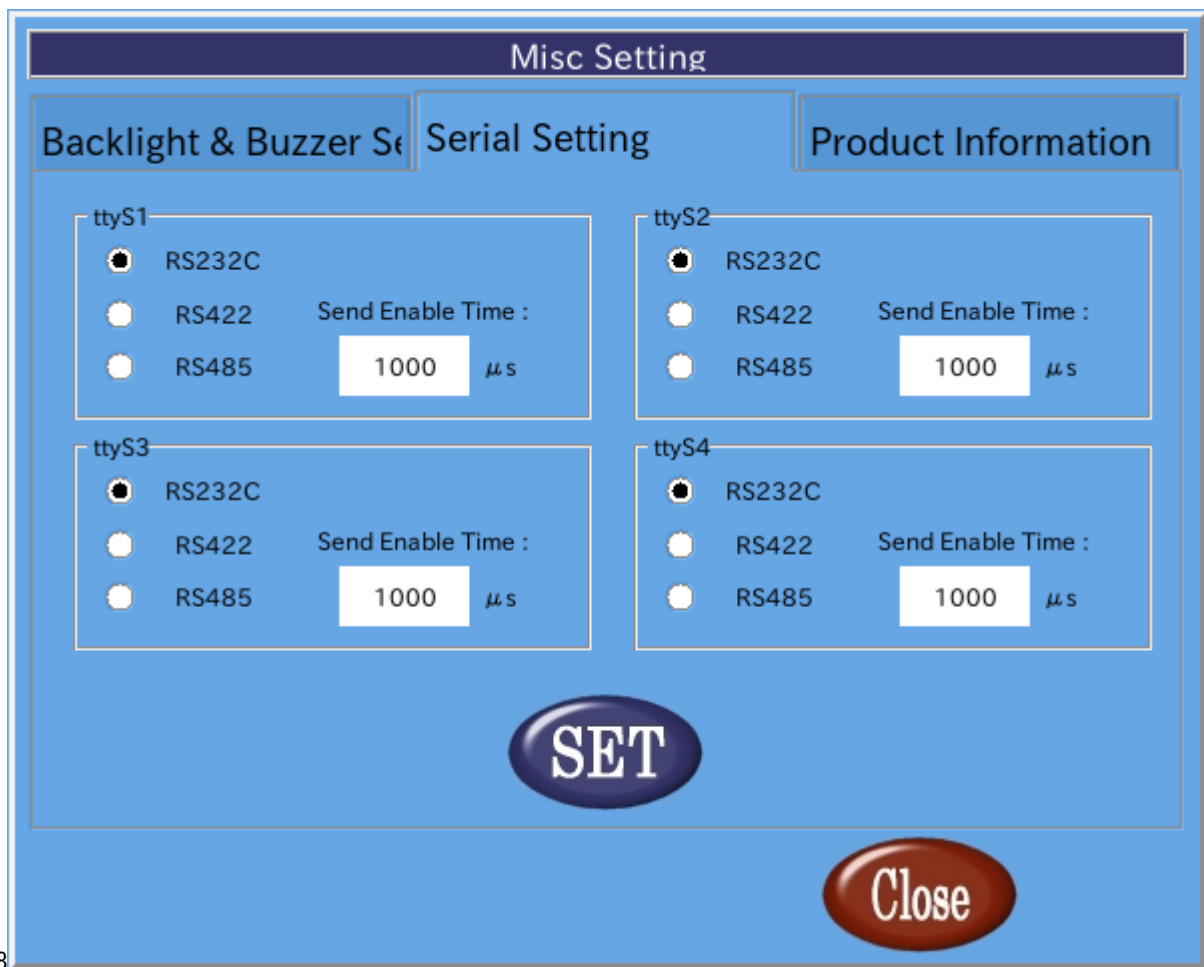 Misc Setting
Backlight & Buzzer Se
Serial Setting
Product Information
ttyS1
RS232C
RS422
Send Enable Time :
RS485
1000 μs
ttyS2
RS232C
RS422
Send Enable Time :
RS485
1000 μs
ttyS3
RS232C
RS422
Send Enable Time :
RS485
1000 μs
ttyS4
RS232C
RS422
Send Enable Time :
RS485
1000 μs
SET
Close